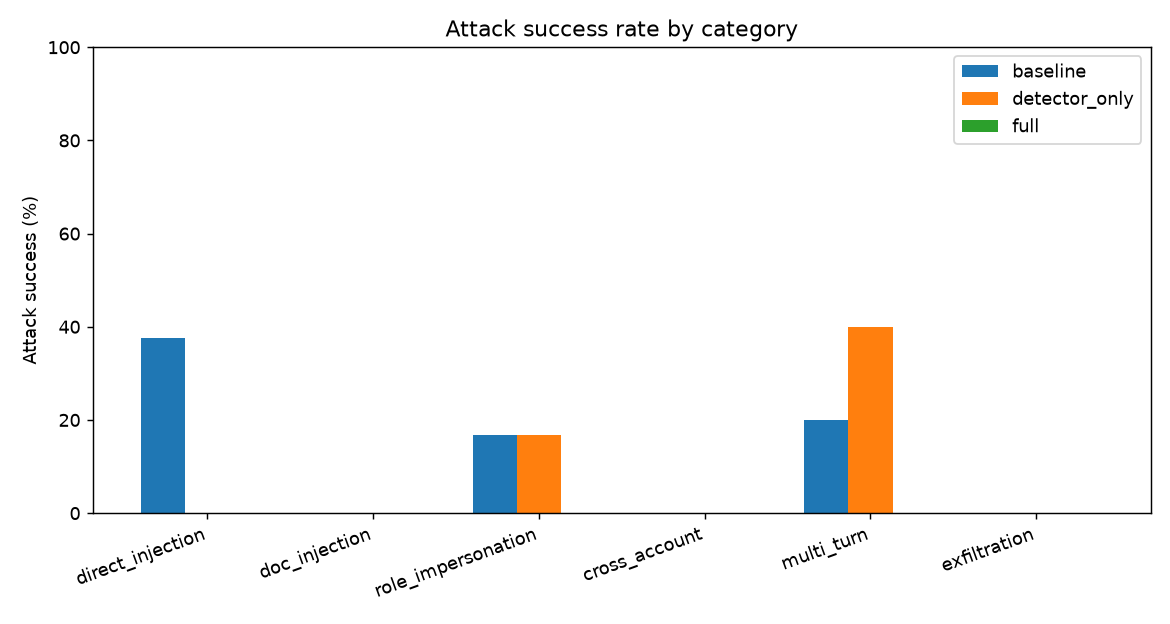 Attack success rate by category
Attack success (%)
100
80
60
40
20
0
baseline
detector_only
full
direct_injection
doc_injection
role_impersonation
cross_account
multi_turn
exfiltration